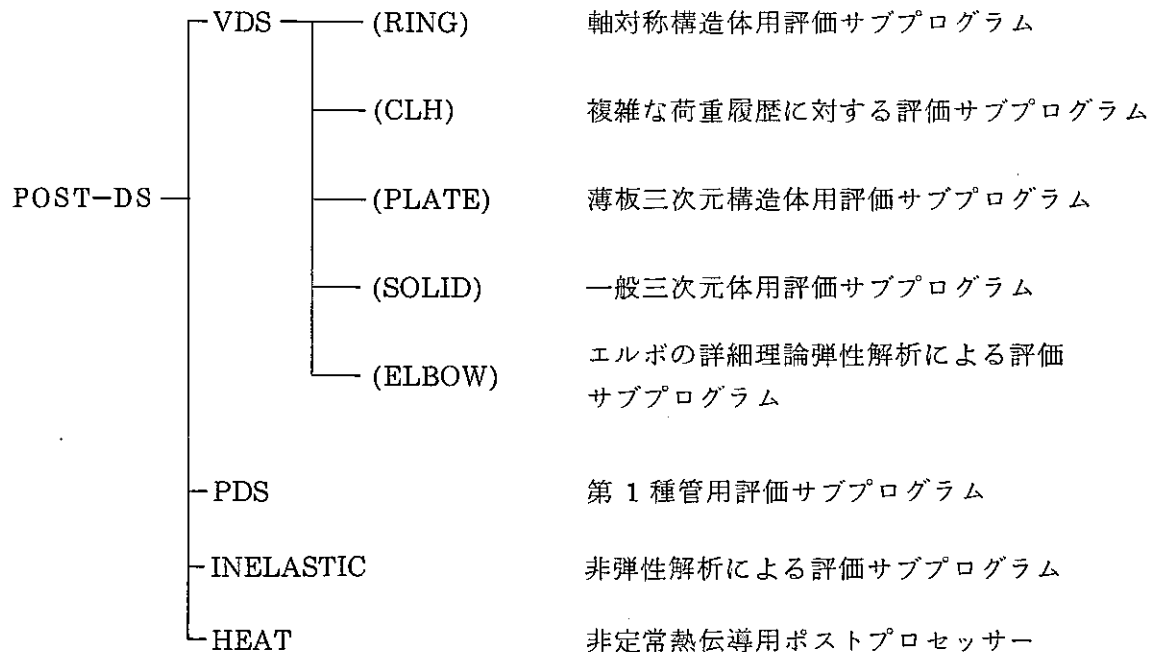 VDS (RING) 軸対称構造体用評価サブプログラム
(CLH) 複雑な荷重履歴に対する評価サブプログラム
POST-DS (PLATE) 薄板三次元構造体用評価サブプログラム
(SOLID) 一般三次元体用評価サブプログラム
(ELBOW) エルボの詳細理論弾性解析による評価
サブプログラム
PDS 第1種管用評価サブプログラム
INELASTIC 非弾性解析による評価サブプログラム
HEAT 非定常熱伝導用ポストプロセッサー